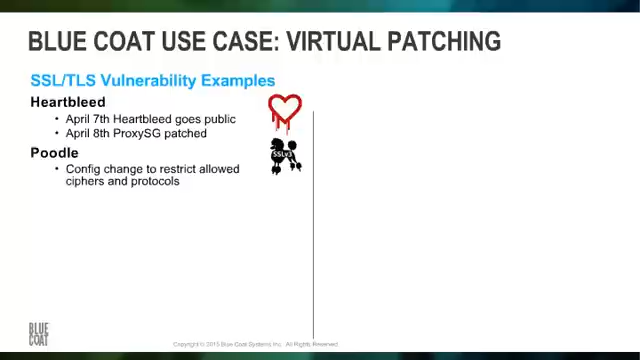 BLUE COAT USE CASE: VIRTUAL PATCHING
SSL/TLS Vulnerability Examples
Heartbleed
• April 7th Heartbleed goes public
• April 8th ProxySG patched
Poodle
SSLv3
• Config change to restrict allowed
ciphers and protocols
BLUE
COAT
Copyright © 2015 Blue Coat Systems Inc. All Rights Reserved.